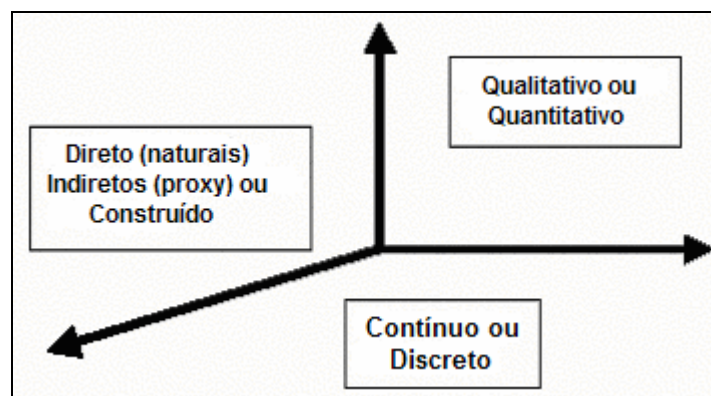 Qualitativo ou
Quantitativo
Direto (naturais)
Indiretos (proxy) ou
Construído
Contínuo ou
Discreto